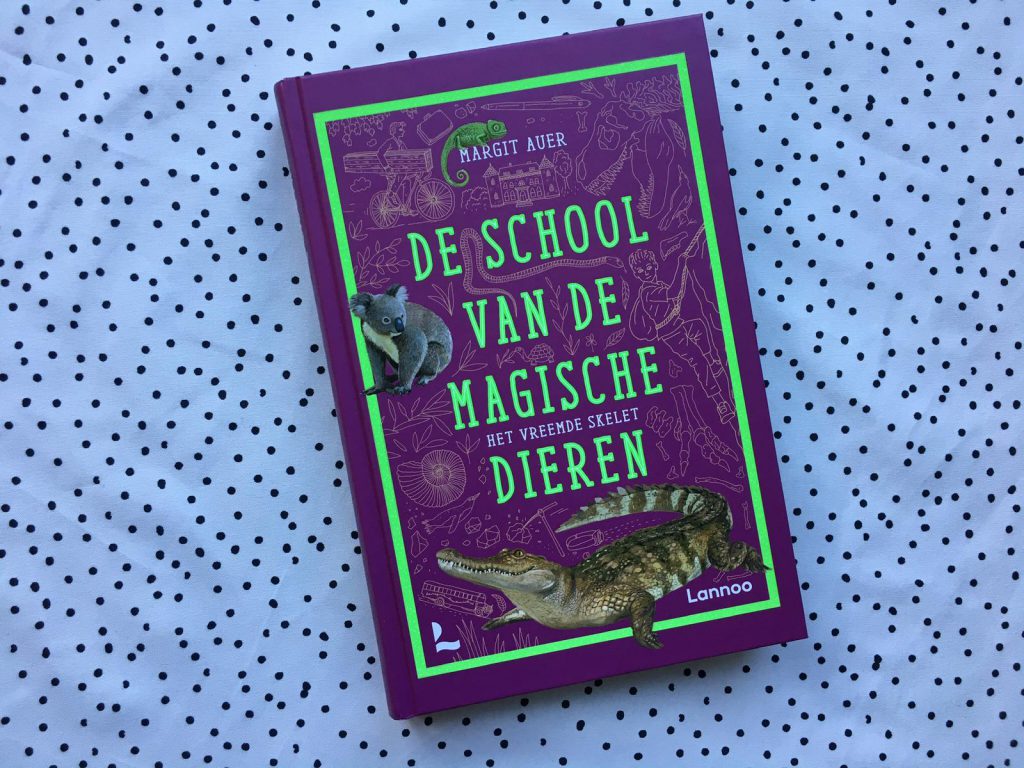 MARGIT AUER
DE SCHOOL
VAN DE
MAGISCHE
HET VREEMDE SKELET
DIEREN
Lannoo
L